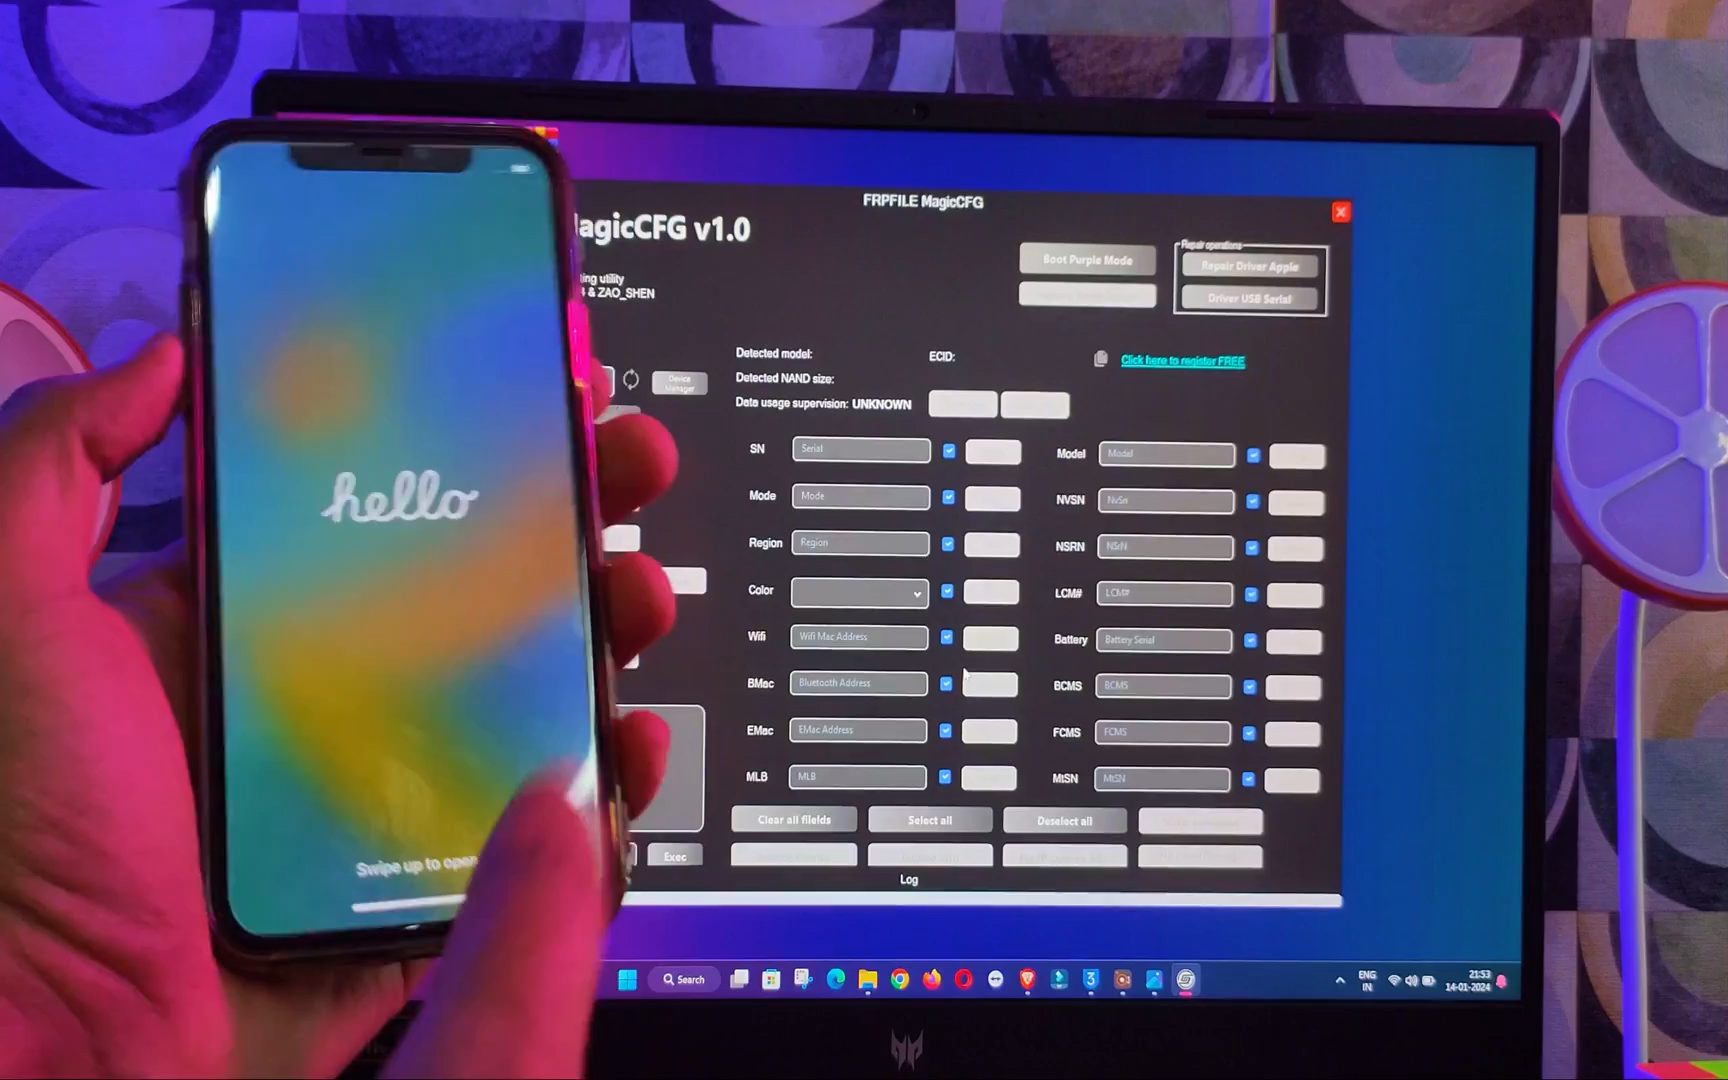 FRPFILE MagicCFG
agicCFG v1.0
ing utility
& ZAO_SHEN
Boot Purple Mode
Repair operations
Repair Driver Apple
Driver USB Serial
Device Manager
Detected model:
ECID:
Click here to register FREE
Detected NAND size:
Data usage supervision: UNKNOWN
SN Serial
Model Model
Mode Mode
NVSN NvSn
Region Region
NSRN NSrN
Color
LCM# LCM#
Wifi Wifi Mac Address
Battery Battery Serial
BMac Bluetooth Address
BCMS BCMS
EMac EMac Address
FCMS FCMS
MLB MLB
MtSN MtSN
Clear all fileIds
Select all
Deselect all
Exec
Log
hello
Swipe up to open
Search
ENG
IN
21:53
14-01-2024